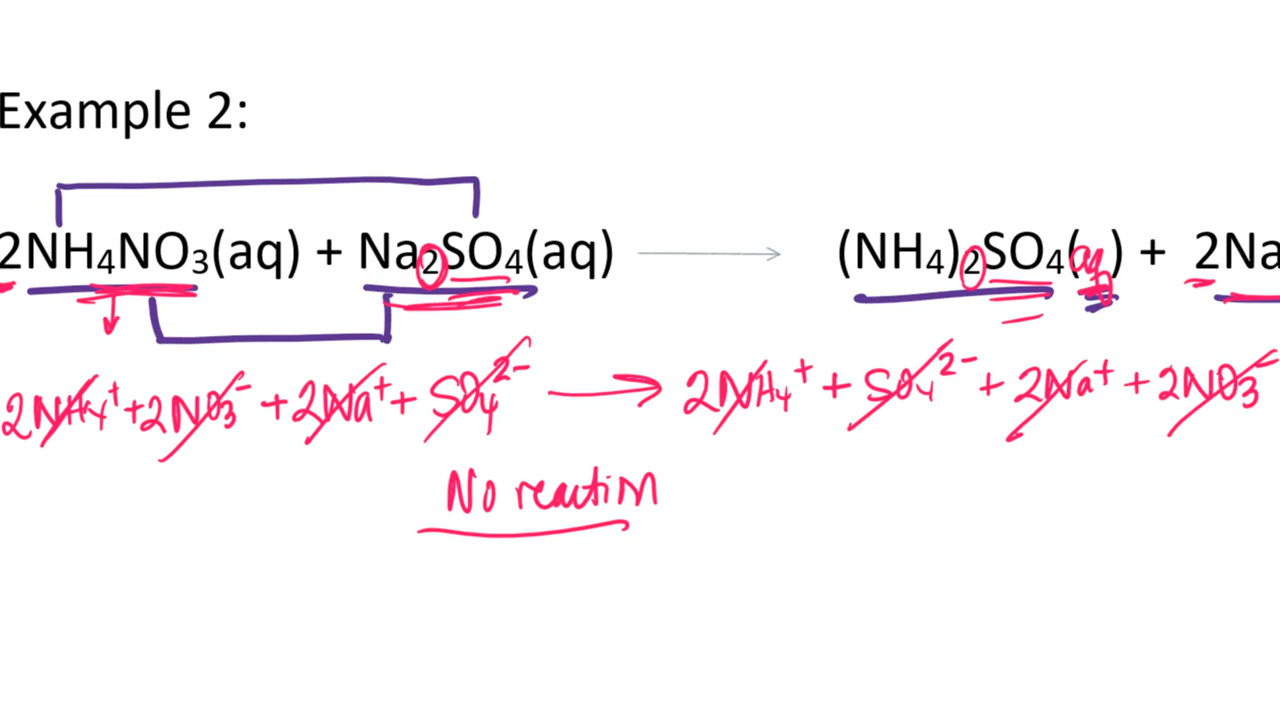 Example 2:
2NH₄NO₃(aq) + Na₂SO₄(aq) → (NH₄)₂SO₄(aq) + 2Na
2NH₄⁺ + 2NO₃⁻ + 2Na⁺ + SO₄²⁻ → 2NH₄⁺ + SO₄²⁻ + 2Na⁺ + 2NO₃⁻
No reaction